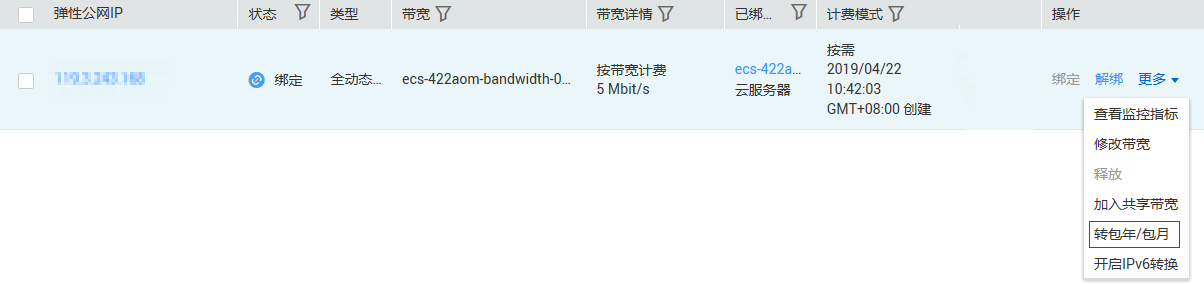 弹性公网IP 状态 类型 带宽 带宽详情 已绑... 计费模式 操作
绑定 全动态... ecs-422aom-bandwidth-0... 按带宽计费
5 Mbit/s
ecs-422a...
云服务器
按需
2019/04/22
10:42:03
GMT+08:00 创建
绑定 解绑 更多
查看监控指标
修改带宽
释放
加入共享带宽
转包年/包月
开启IPv6转换